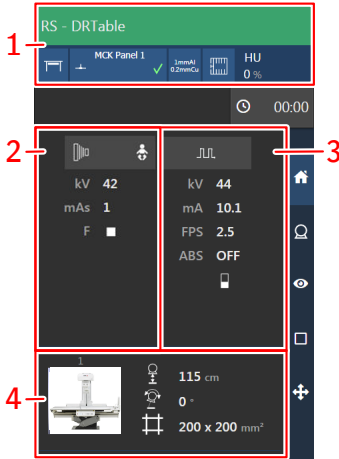 RS - DRTable
1
MCK Panel 1
1mmAl
0.2mmCu
HU
0 %
00:00
2
3
kV 42
mAs 1
F
kV 44
mA 10.1
FPS 2.5
ABS OFF
4
1
115 cm
0 °
200 x 200 mm²